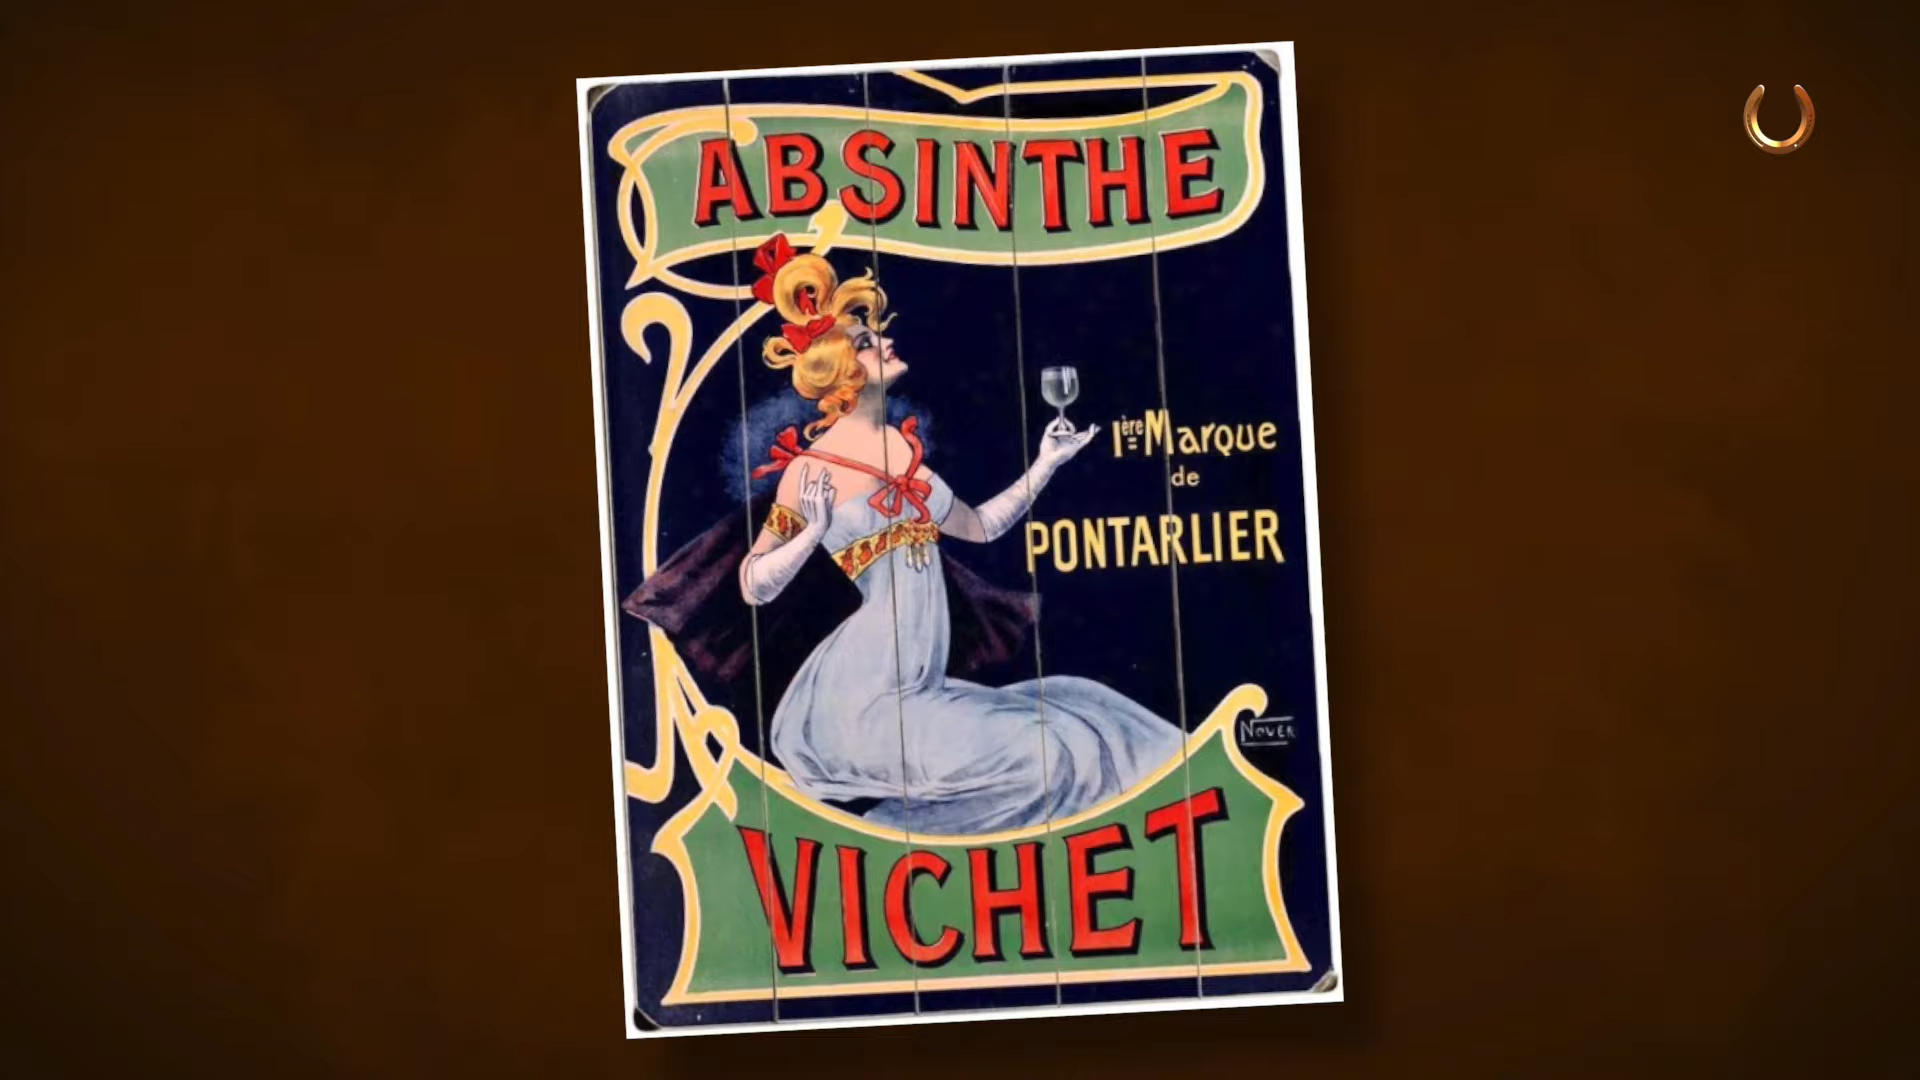 ABSINTHE
1ère Marque
de
PONTARLIER
NOVER
VICHET